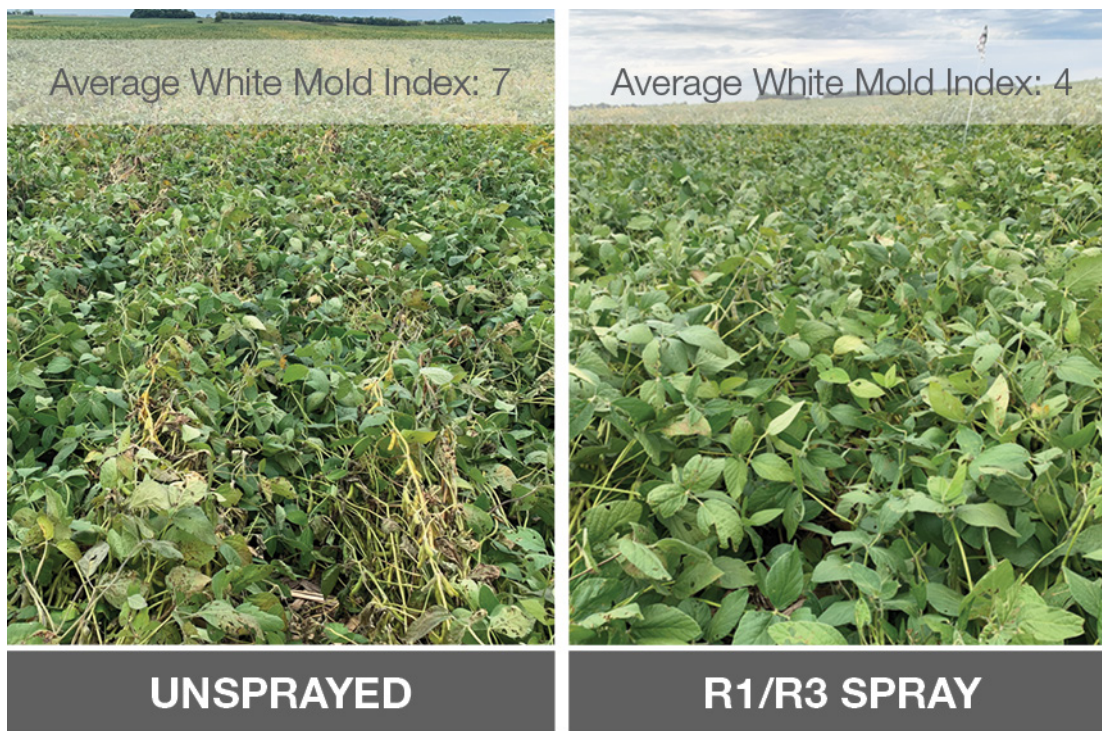 Average White Mold Index: 7
Average White Mold Index: 4
UNSPRAYED
R1/R3 SPRAY